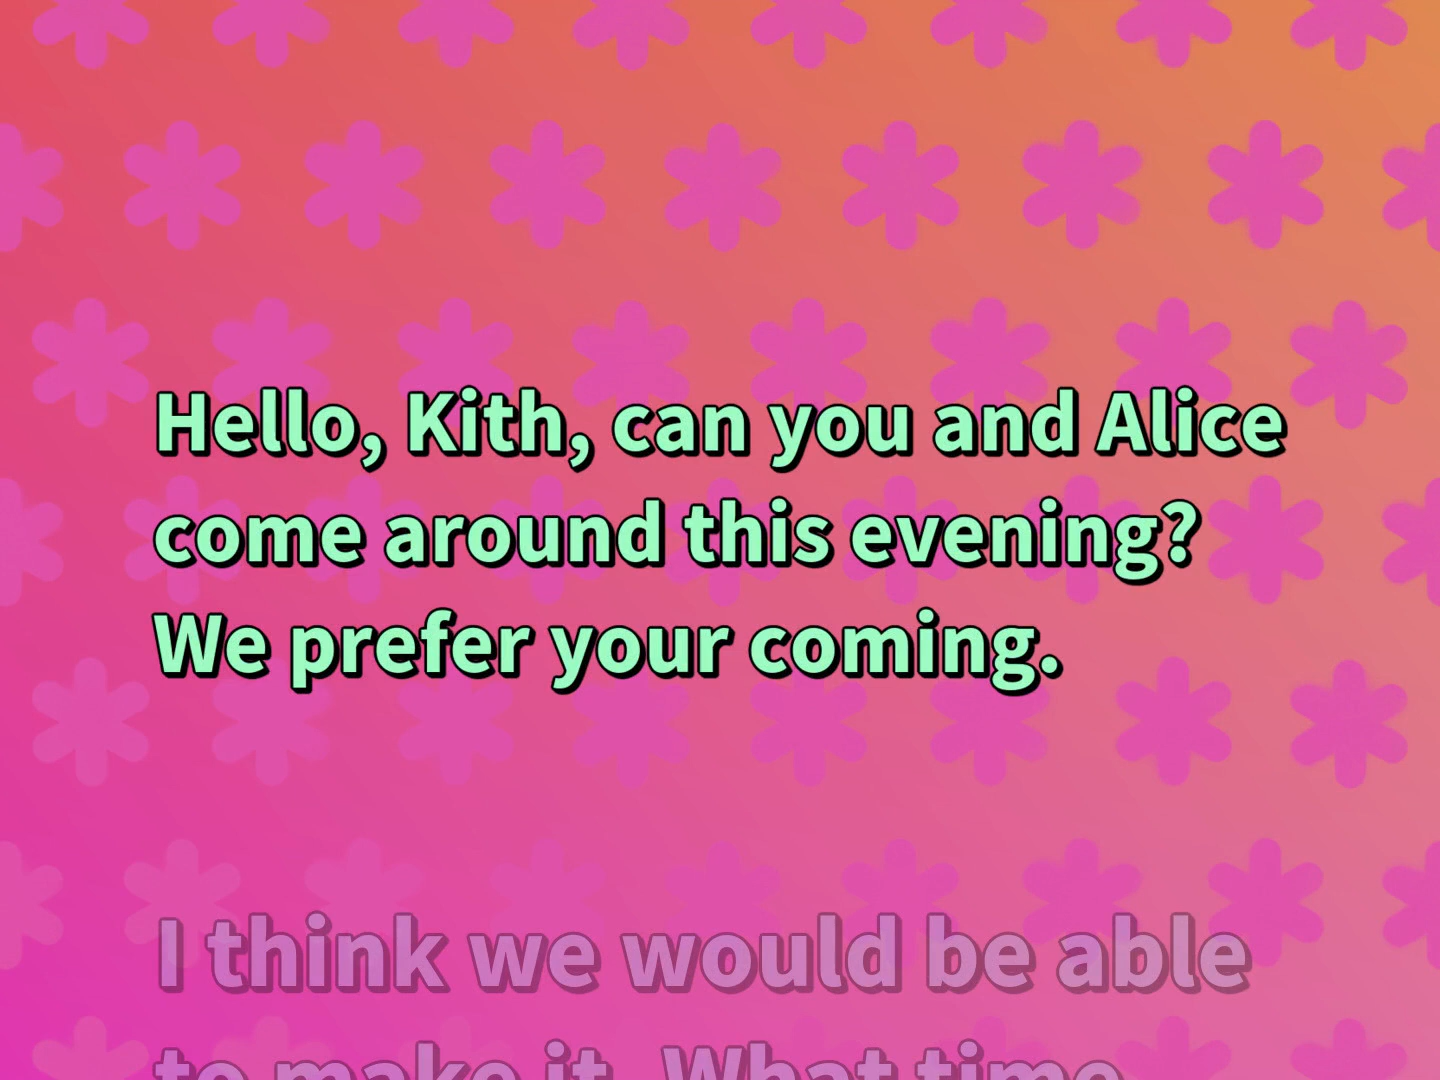 Hello, Kith, can you and Alice
come around this evening?
We prefer your coming.
I think we would be able
to make it. What time